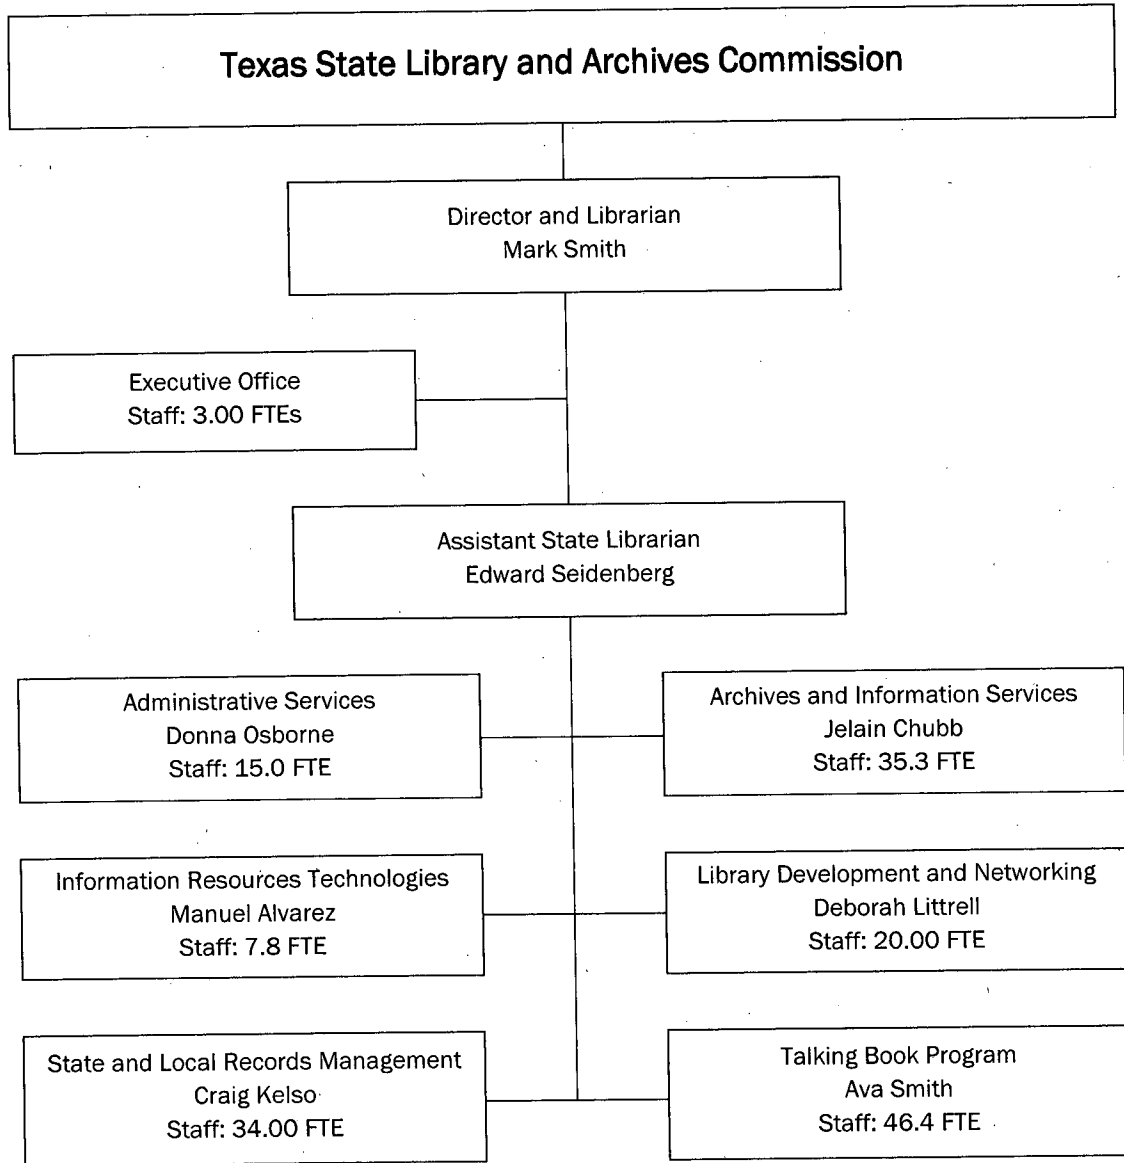 Texas State Library and Archives Commission
Director and Librarian
Mark Smith
Executive Office
Staff: 3.00 FTEs
Assistant State Librarian
Edward Seidenberg
Administrative Services
Donna Osborne
Staff: 15.0 FTE
Archives and Information Services
Jelain Chubb
Staff: 35.3 FTE
Information Resources Technologies
Manuel Alvarez
Staff: 7.8 FTE
Library Development and Networking
Deborah Littrell
Staff: 20.00 FTE
State and Local Records Management
Craig Kelso
Staff: 34.00 FTE
Talking Book Program
Ava Smith
Staff: 46.4 FTE